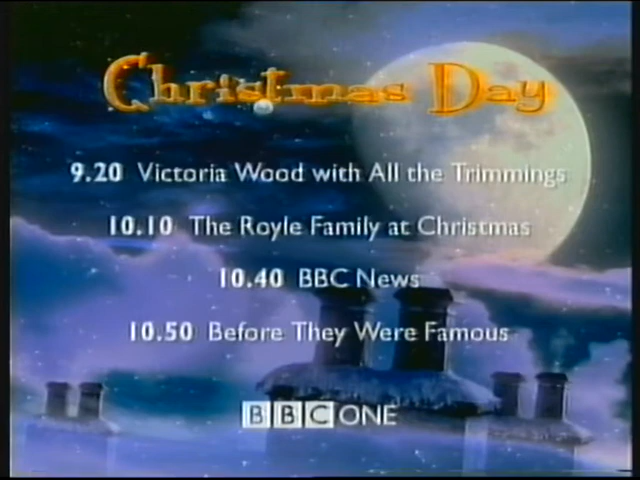 Christmas Day
9.20 Victoria Wood with All the Trimmings
10.10 The Royle Family at Christmas
10.40 BBC News
10.50 Before They Were Famous
BBC ONE